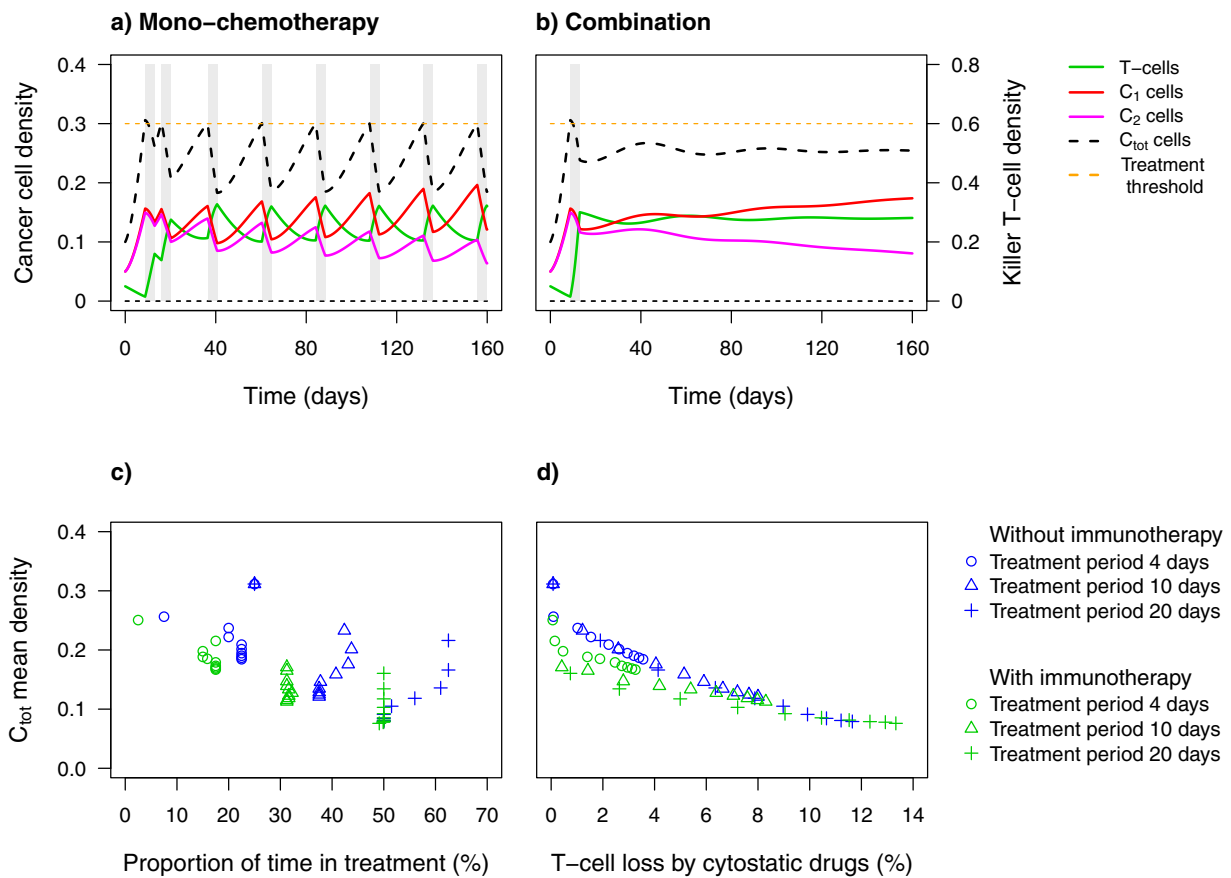 a) Mono−chemotherapy
b) Combination
0.4
0.3
0.2
0.1
0
Cancer cell density
0 40 80 120 160
Time (days)
0 40 80 120 160
Time (days)
0.8
0.6
0.4
0.2
0
Killer T−cell density
T−cells
C1 cells
C2 cells
Ctot cells
Treatment
threshold
c)
d)
0.4
0.3
0.2
0.1
0.0
Ctot mean density
0 10 20 30 40 50 60 70
Proportion of time in treatment (%)
0 2 4 6 8 10 12 14
T−cell loss by cytostatic drugs (%)
Without immunotherapy
Treatment period 4 days
Treatment period 10 days
Treatment period 20 days
With immunotherapy
Treatment period 4 days
Treatment period 10 days
Treatment period 20 days